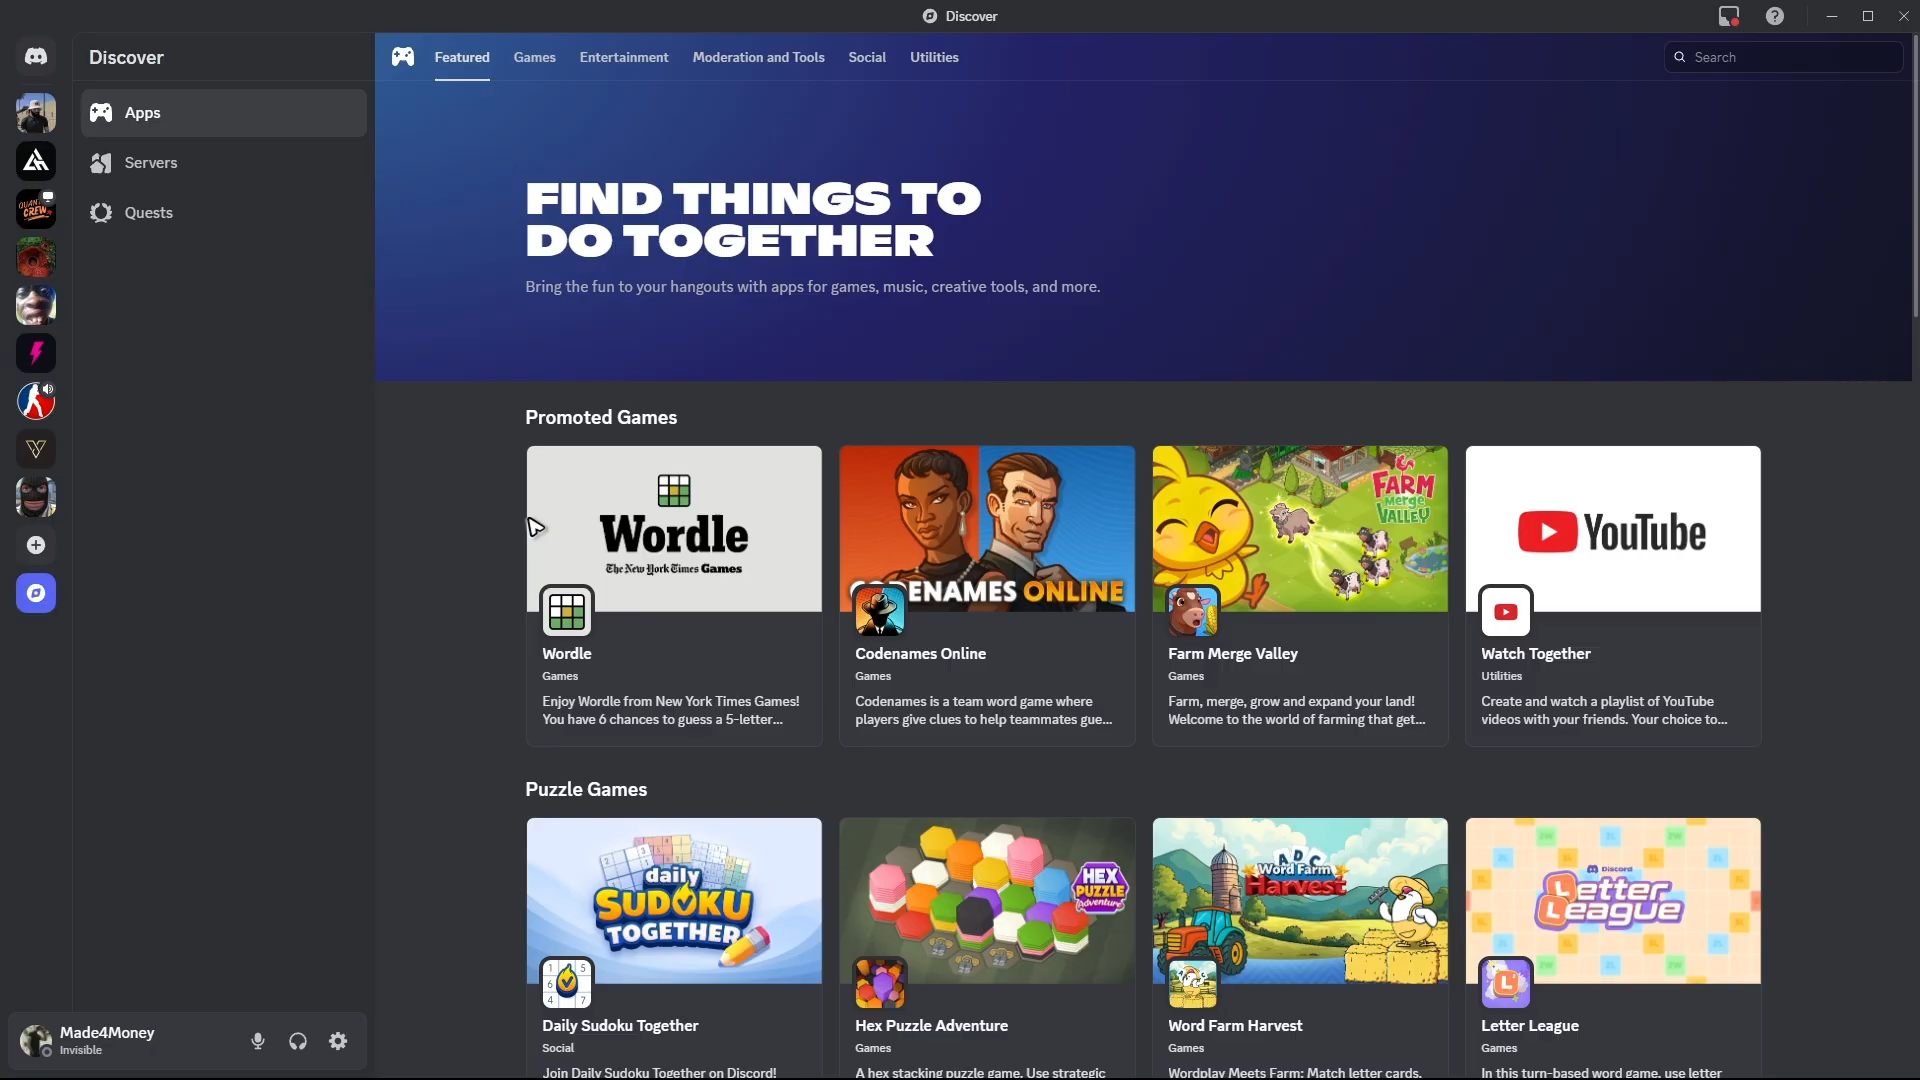 Discover
Discover
Apps
Servers
Quests
Featured
Games
Entertainment
Moderation and Tools
Social
Utilities
Search
FIND THINGS TO
DO TOGETHER
Bring the fun to your hangouts with apps for games, music, creative tools, and more.
Promoted Games
Wordle
The New York Times Games
Wordle
Games
Enjoy Wordle from New York Times Games!
You have 6 chances to guess a 5-letter...
ENAMES ONLINE
Codenames Online
Games
Codenames is a team word game where
players give clues to help teammates gue...
FARM
Merge
VALLEY
Farm Merge Valley
Games
Farm, merge, grow and expand your land!
Welcome to the world of farming that get...
YouTube
Watch Together
Utilities
Create and watch a playlist of YouTube
videos with your friends. Your choice to...
Puzzle Games
daily
SUDOKU
TOGETHER
Daily Sudoku Together
Social
Join Daily Sudoku Together on Discord!
HEX
PUZZLE
Adventure
Hex Puzzle Adventure
Games
A hex stacking puzzle game. Use strategic
ADC
Word Farm
Harvest
Word Farm Harvest
Games
Wordplay Meets Farm: Match letter cards,
Discord
Letter
League
Letter League
Games
In this turn-based word game, use letter
Made4Money
Invisible